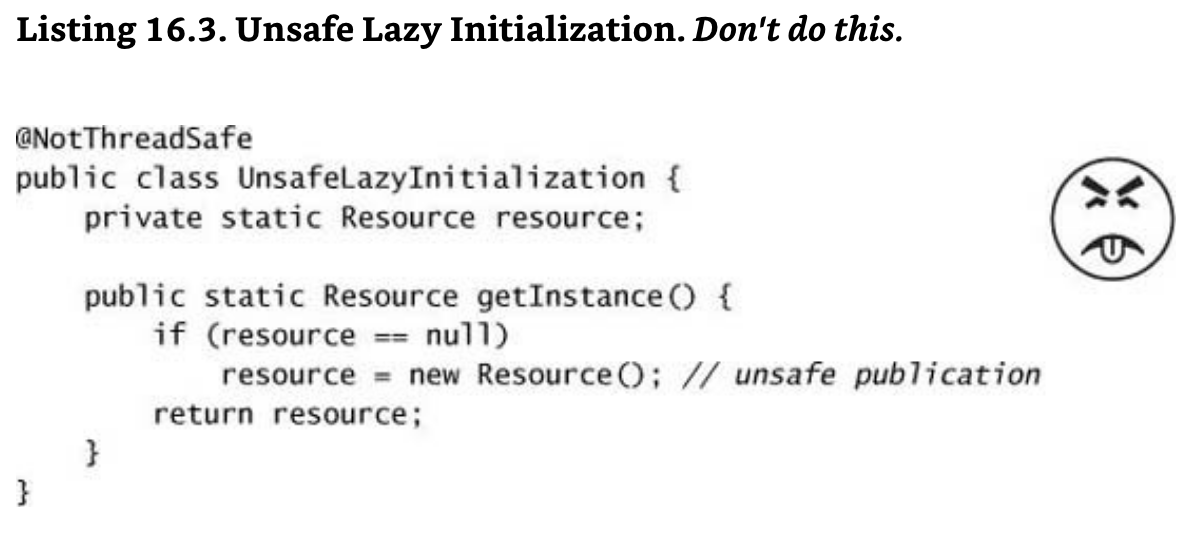 Listing 16.3. Unsafe Lazy Initialization. Don't do this.
@NotThreadSafe
public class UnsafeLazyInitialization {
    private static Resource resource;
    public static Resource getInstance() {
        if (resource == null)
            resource = new Resource(); // unsafe publication
        return resource;
    }
}